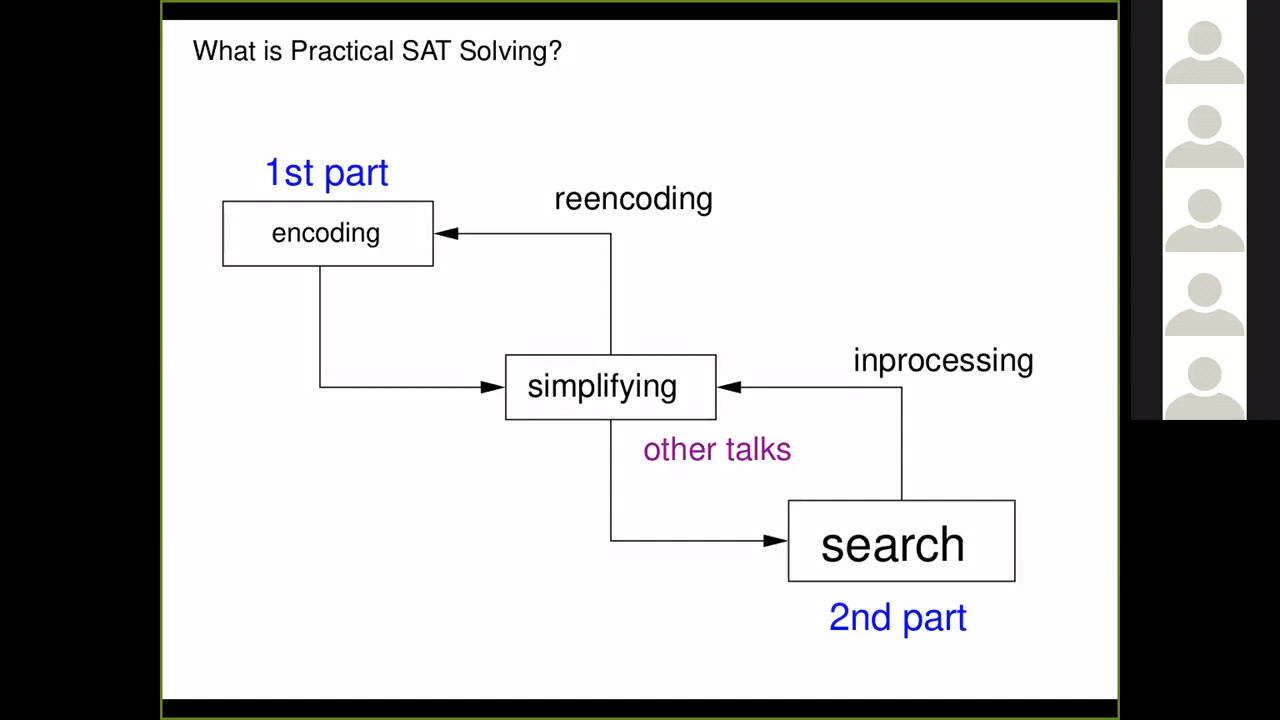 What is Practical SAT Solving?
1st part
reencoding
encoding
inprocessing
simplifying
other talks
search
2nd part